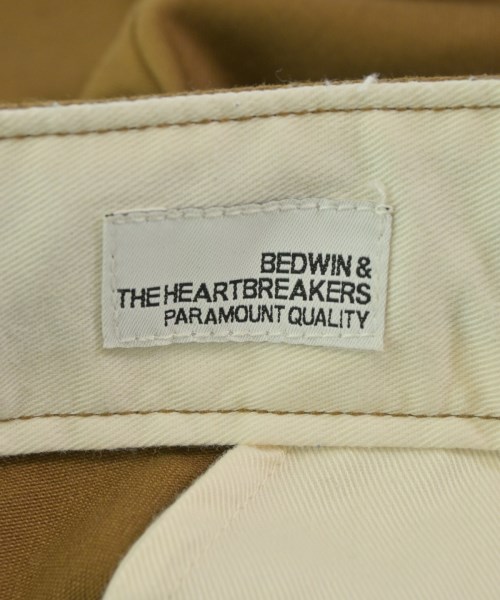 BEDWIN &
THE HEARTBREAKERS
PARAMOUNT QUALITY